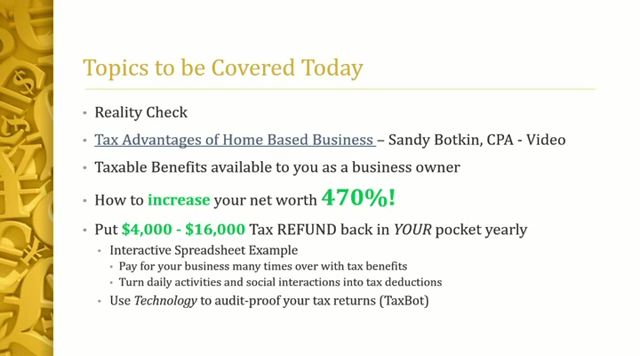 Topics to be Covered Today
Reality Check
Tax Advantages of Home Based Business – Sandy Botkin, CPA - Video
Taxable Benefits available to you as a business owner
How to increase your net worth 470%!
Put $4,000 - $16,000 Tax REFUND back in YOUR pocket yearly
Interactive Spreadsheet Example
Pay for your business many times over with tax benefits
Turn daily activities and social interactions into tax deductions
Use Technology to audit-proof your tax returns (TaxBot)